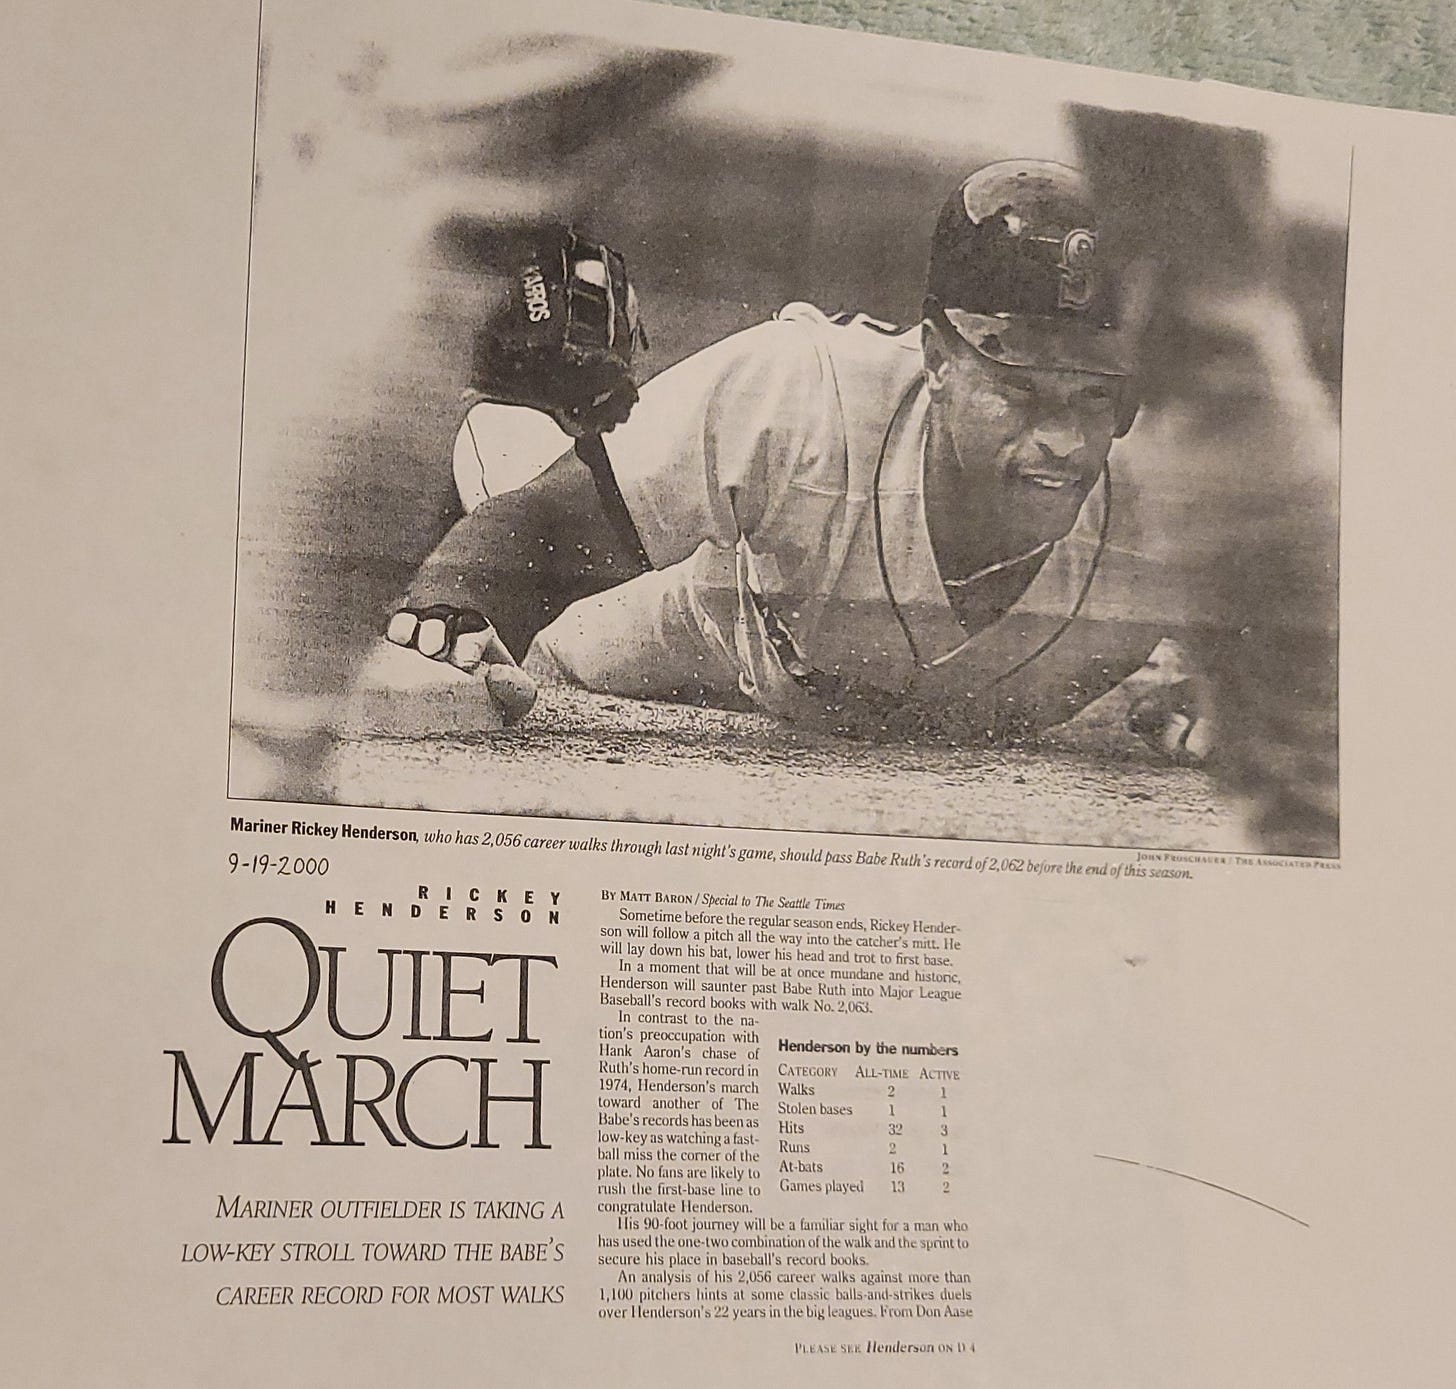 S
JOHN FROSCHAUER / THE ASSOCIATED PRESS
Mariner Rickey Henderson, who has 2,056 career walks through last night's game, should pass Babe Ruth's record of 2,062 before the end of this season.
9-19-2000
RICKEY
HENDERSON
QUIET
MARCH
MARINER OUTFIELDER IS TAKING A
LOW-KEY STROLL TOWARD THE BABE'S
CAREER RECORD FOR MOST WALKS
BY MATT BARON / Special to The Seattle Times
Sometime before the regular season ends, Rickey Hender-
son will follow a pitch all the way into the catcher's mitt. He
will lay down his bat, lower his head and trot to first base.
In a moment that will be at once mundane and historic,
Henderson will saunter past Babe Ruth into Major League
Baseball's record books with walk No. 2,063.
In contrast to the na-
tion's preoccupation with
Hank Aaron's chase of
Ruth's home-run record in
1974, Henderson's march
toward another of The
Babe's records has been as
low-key as watching a fast-
ball miss the corner of the
plate. No fans are likely to
rush the first-base line to
congratulate Henderson.
Henderson by the numbers
CATEGORY ALL-TIME ACTIVE
Walks 2 1
Stolen bases 1 1
Hits 32 3
Runs 2 1
At-bats 16 2
Games played 13 2
His 90-foot journey will be a familiar sight for a man who
has used the one-two combination of the walk and the sprint to
secure his place in baseball's record books.
An analysis of his 2,056 career walks against more than
1,100 pitchers hints at some classic balls-and-strikes duels
over Henderson's 22 years in the big leagues. From Don Aase
PLEASE SEE Henderson ON D 4